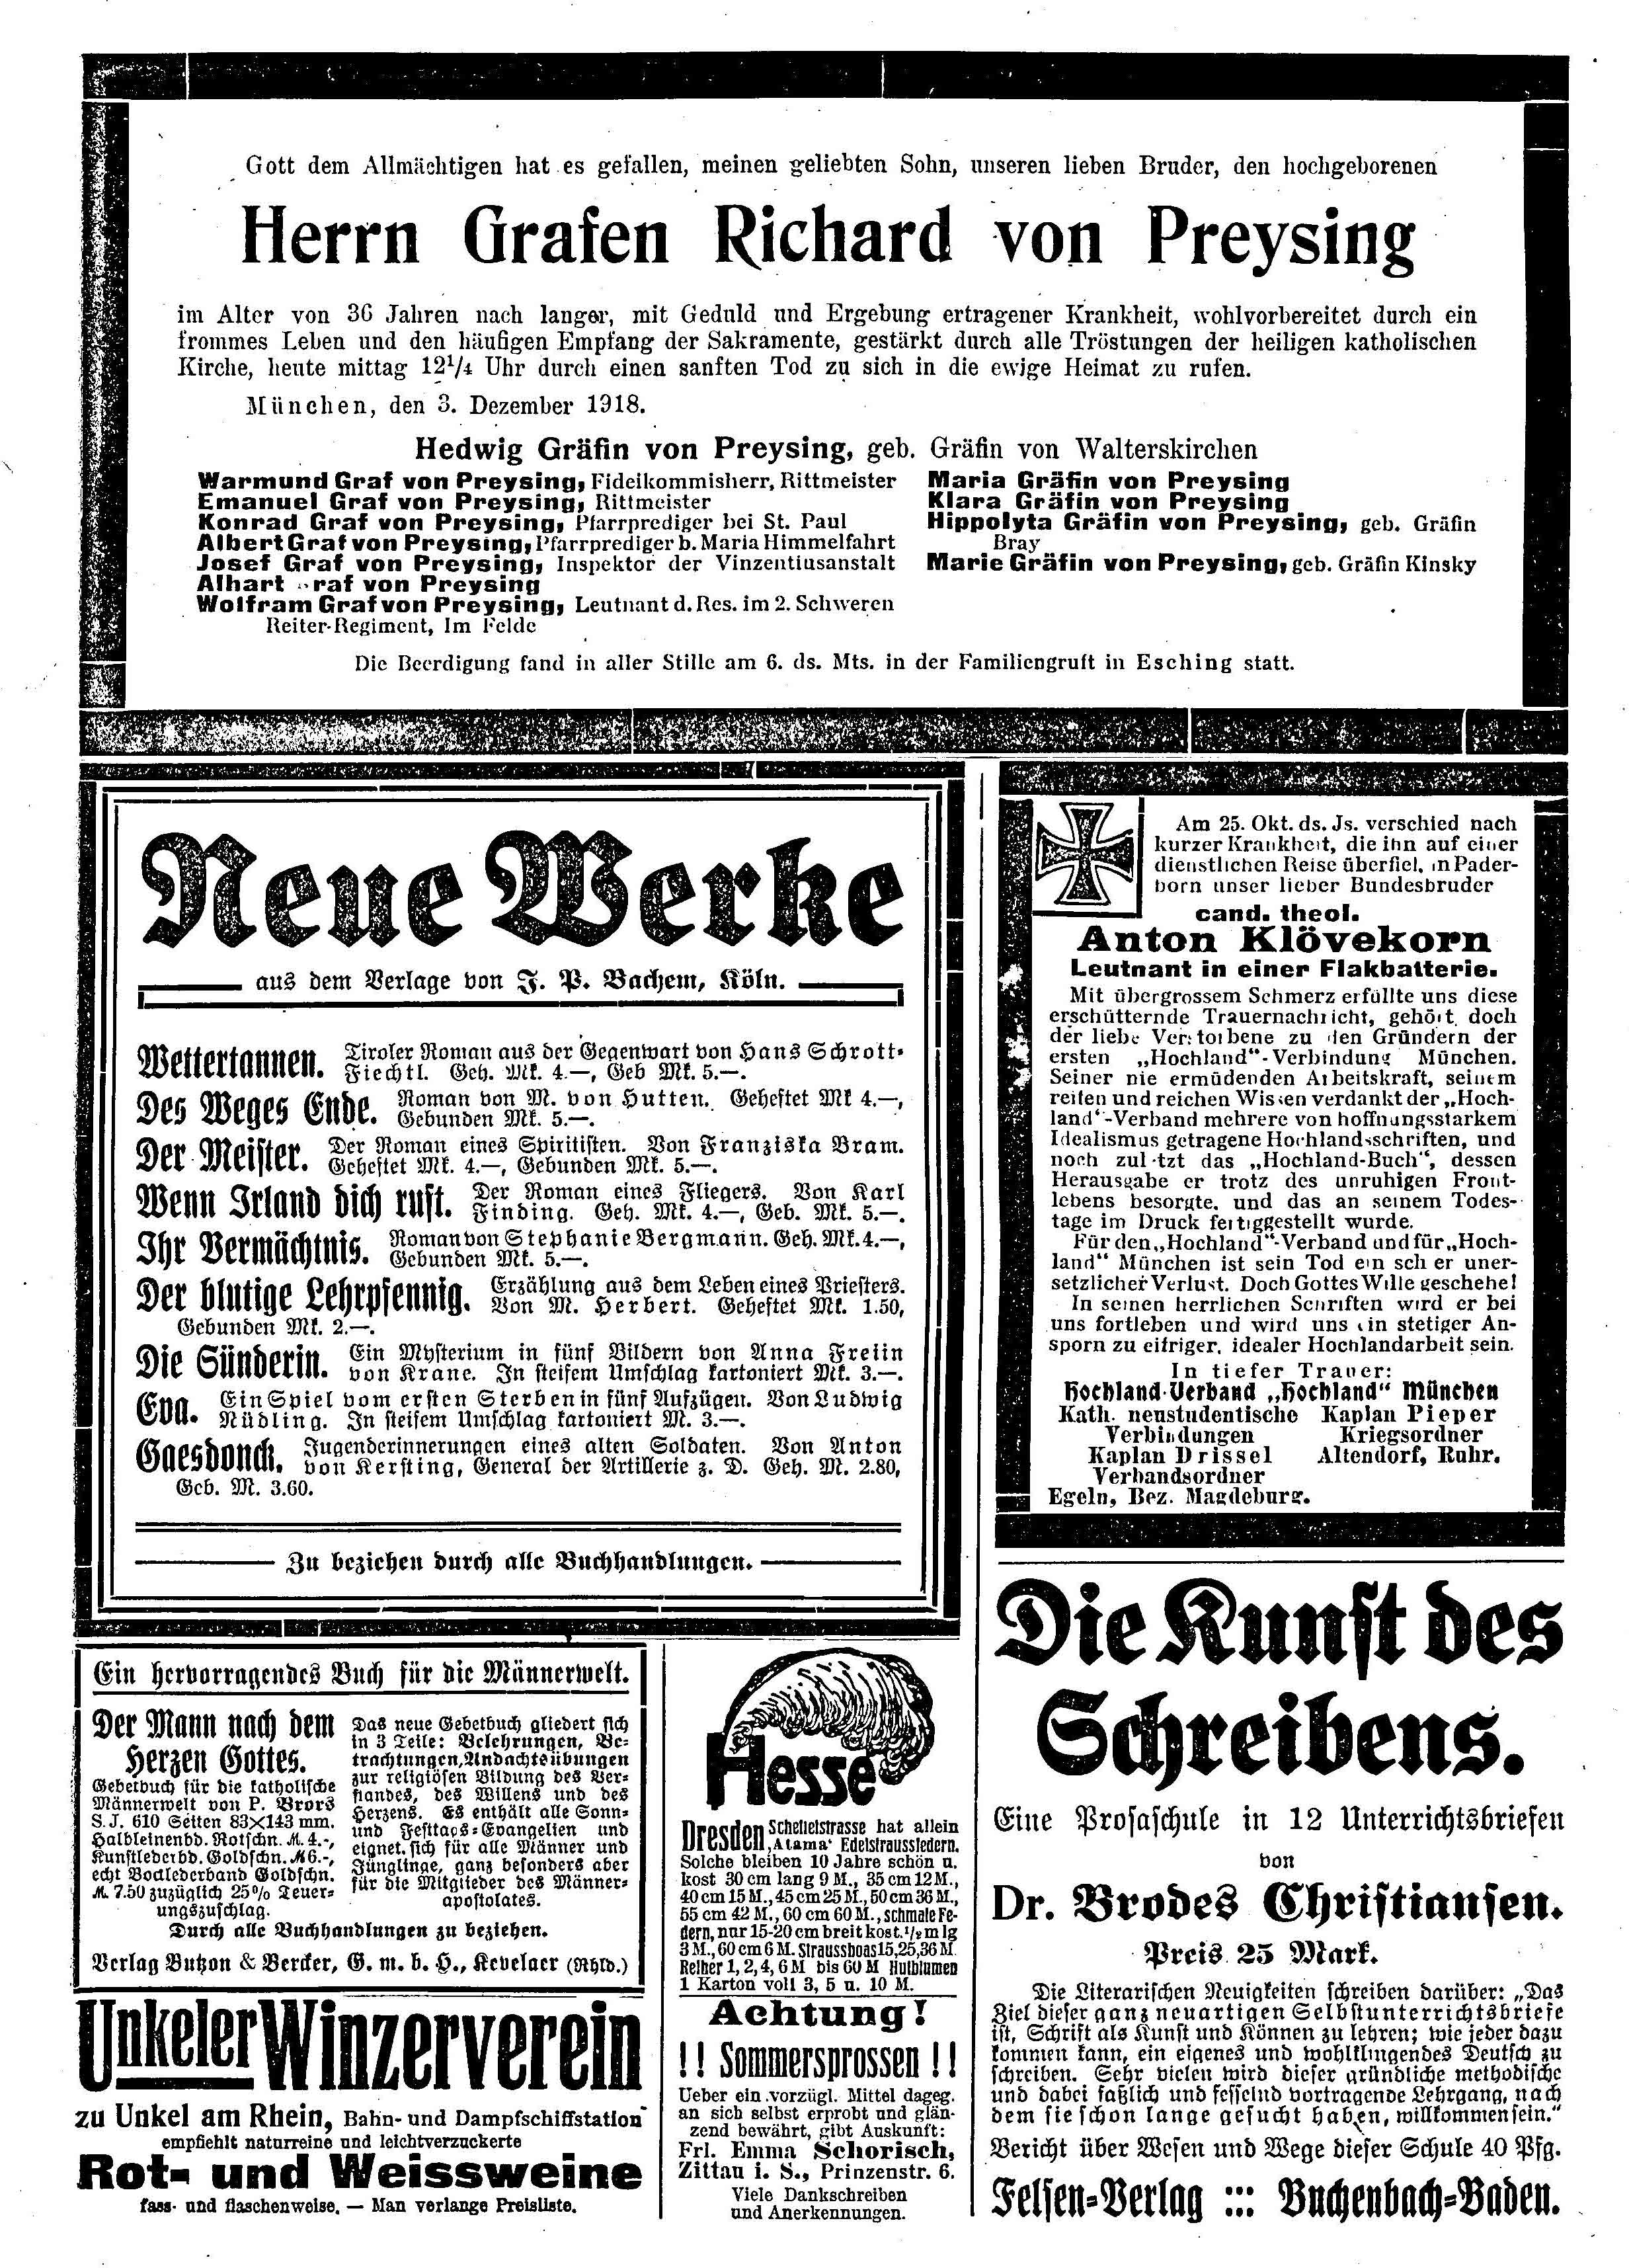 Gott dem Allmächtigen hat es gefallen, meinen geliebten Sohn, unseren lieben Bruder, den hochgeborenen
Herrn Grafen Richard von Preysing
im Alter von 36 Jahren nach langer, mit Geduld und Ergebung ertragener Krankheit, wohlvorbereitet durch ein
frommes Leben und den häufigen Empfang der Sakramente, gestärkt durch alle Tröstungen der heiligen katholischen
Kirche, heute mittag 12¹/₄ Uhr durch einen sanften Tod zu sich in die ewige Heimat zu rufen.
München, den 3. Dezember 1918.
Hedwig Gräfin von Preysing, geb. Gräfin von Walterskirchen
Warmund Graf von Preysing, Fideikommisherr, Rittmeister
Emanuel Graf von Preysing, Rittmeister
Konrad Graf von Preysing, Pfarrprediger bei St. Paul
Albert Graf von Preysing, Pfarrprediger b. Maria Himmelfahrt
Josef Graf von Preysing, Inspektor der Vinzentiusanstalt
Alhart raf von Preysing
Wolfram Graf von Preysing, Leutnant d. Res. im 2. Schweren
Reiter-Regiment, Im Felde
Maria Gräfin von Preysing
Klara Gräfin von Preysing
Hippolyta Gräfin von Preysing, geb. Gräfin
Bray
Marie Gräfin von Preysing, geb. Gräfin Kinsky
Die Beerdigung fand in aller Stille am 6. ds. Mts. in der Familiengruft in Esching statt.
Neue Werke
aus dem Verlage von J. P. Bachem, Köln.
Wettertannen. Tiroler Roman aus der Gegenwart von Hans Schrott-
Fiechtl. Geh. Mk. 4.—, Geb Mk. 5.—.
Des Weges Ende. Roman von M. von Hutten. Geheftet Mk 4.—,
Gebunden Mk. 5.—.
Der Meister. Der Roman eines Spiritisten. Von Franziska Bram.
Geheftet Mk. 4.—, Gebunden Mk. 5.—.
Wenn Irland dich ruft. Der Roman eines Fliegers. Von Karl
Finding. Geh. Mk. 4.—, Geb. Mk. 5.—.
Ihr Vermächtnis. Roman von Stephanie Bergmann. Geh. Mk. 4.—,
Gebunden Mk. 5.—.
Der blutige Lehrpfennig. Erzählung aus dem Leben eines Priesters.
Von M. Herbert. Geheftet Mk. 1.50,
Gebunden Mk. 2.—.
Die Sünderin. Ein Mysterium in fünf Bildern von Anna Freiin
von Krane. In steifem Umschlag kartoniert Mk. 3.—.
Eva. Ein Spiel vom ersten Sterben in fünf Aufzügen. Von Ludwig
Nüdling. In steifem Umschlag kartoniert M. 3.—.
Gaesdonck. Jugenderinnerungen eines alten Soldaten. Von Anton
von Kersting, General der Artillerie z. D. Geh. M. 2.80,
Geb. M. 3.60.
Zu beziehen durch alle Buchhandlungen.
Am 25. Okt. ds. Js. verschied nach
kurzer Krankheit, die ihn auf einer
dienstlichen Reise überfiel, in Pader-
born unser lieber Bundesbruder
cand. theol.
Anton Klövekorn
Leutnant in einer Flakbatterie.
Mit übergrossem Schmerz erfüllte uns diese
erschütternde Trauernachricht, gehört doch
der liebe Verstorbene zu den Gründern der
ersten „Hochland“-Verbindung München.
Seiner nie ermüdenden Arbeitskraft, seinem
reifen und reichen Wissen verdankt der „Hoch-
land“-Verband mehrere von hoffnungsstarkem
Idealismus getragene Hochlandsschriften, und
noch zul tzt das „Hochland-Buch“, dessen
Herausgabe er trotz des unruhigen Front-
lebens besorgte, und das an seinem Todes-
tage im Druck fertiggestellt wurde.
Für den „Hochland“-Verband und für „Hoch-
land“ München ist sein Tod ein sch er uner-
setzlicher Verlust. Doch Gottes Wille geschehe!
In seinen herrlichen Schriften wird er bei
uns fortleben und wird uns ein stetiger An-
sporn zu eifriger, idealer Hochlandarbeit sein.
In tiefer Trauer:
Hochland-Verband „Hochland“ München
Kath. neustudentische
Verbindungen
Kaplan Drissel
Verbandsordner
Egeln, Bez. Magdeburg.
Kaplan Pieper
Kriegsordner
Altendorf, Ruhr.
Ein hervorragendes Buch für die Männerwelt.
Der Mann nach dem
Herzen Gottes.
Gebetbuch für die katholische
Männerwelt von P. Brors
S. J. 610 Seiten 83×143 mm.
Halbleinenbd. Rotschn. M. 4.-,
Kunstlederbd. Goldschn. M 6.-,
echt Bocklederband Goldschn.
M. 7.50 zuzüglich 25% Teuer-
ungszuschlag.
Das neue Gebetbuch gliedert sich
in 3 Teile: Belehrungen, Be-
trachtungen, Andachtsübungen
zur religiösen Bildung des Ver-
standes, des Willens und des
Herzens. Es enthält alle Sonn-
und Festtags-Evangelien und
eignet sich für alle Männer und
Jünglinge, ganz besonders aber
für die Mitglieder des Männer-
apostolates.
Durch alle Buchhandlungen zu beziehen.
Verlag Butzon & Bercker, G. m. b. H., Kevelaer (Rhld.)
Unkeler Winzerverein
zu Unkel am Rhein, Bahn- und Dampfschiffstation
empfiehlt naturreine und leichtverzuckerte
Rot- und Weissweine
fass- und flaschenweise. — Man verlange Preisliste.
Hesse
Dresden, Scheffelstrasse hat allein
„Atama‘ Edelstraussfedern.
Solche bleiben 10 Jahre schön u.
kost 30 cm lang 9 M., 35 cm 12 M.,
40 cm 15 M., 45 cm 25 M., 50 cm 36 M.,
55 cm 42 M., 60 cm 60 M., schmale Fe-
dern, nur 15-20 cm breit kost. ¹/₂ m lg
3 M., 60 cm 6 M. Straussboas 15, 25, 36 M.
Reiher 1, 2, 4, 6 M bis 60 M Hutblumen
1 Karton voll 3, 5 u. 10 M.
Achtung!
!! Sommersprossen !!
Ueber ein vorzügl. Mittel dageg.
an sich selbst erprobt und glän-
zend bewährt, gibt Auskunft:
Frl. Emma Schorisch,
Zittau i. S., Prinzenstr. 6.
Viele Dankschreiben
und Anerkennungen.
Die Kunst des
Schreibens.
Eine Prosaschule in 12 Unterrichtsbriefen
von
Dr. Brodes Christiansen.
Preis 25 Mark.
Die Literarischen Neuigkeiten schreiben darüber: „Das
Ziel dieser ganz neuartigen Selbstunterrichtsbriefe
ist, Schrift als Kunst und Können zu lehren; wie jeder dazu
kommen kann, ein eigenes und wohlklingendes Deutsch zu
schreiben. Sehr vielen wird dieser gründliche methodische
und dabei faßlich und fesselnd vortragende Lehrgang, nach
dem sie schon lange gesucht haben, willkommen sein.“
Bericht über Wesen und Wege dieser Schule 40 Pfg.
Felsen-Verlag ::: Buchenbach-Baden.